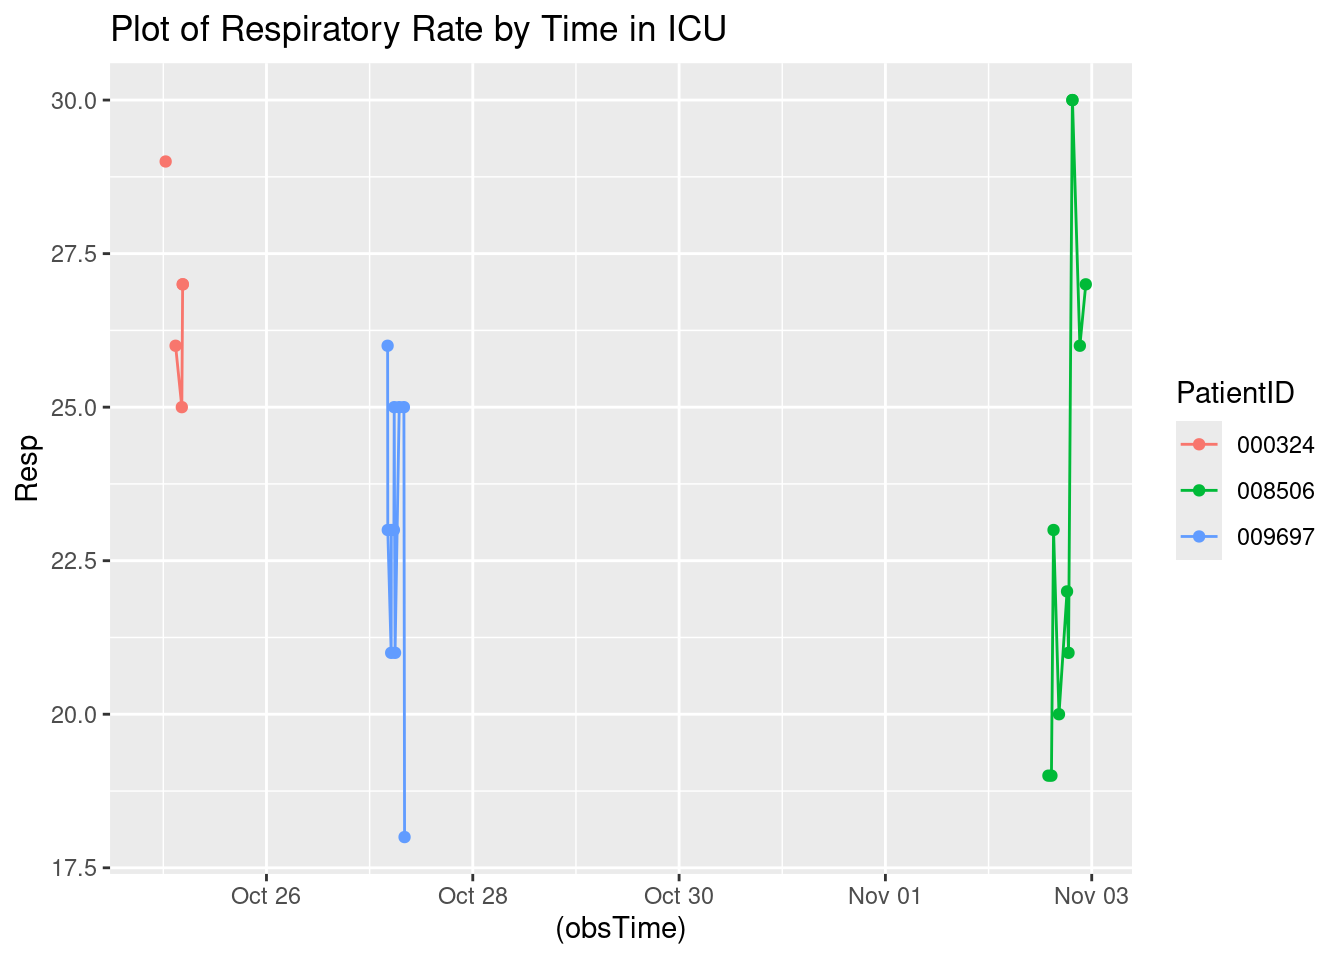 Plot of Respiratory Rate by Time in ICU
30.0
27.5
25.0
22.5
20.0
17.5
Resp
Oct 26
Oct 28
Oct 30
Nov 01
Nov 03
(obsTime)
PatientID
000324
008506
009697